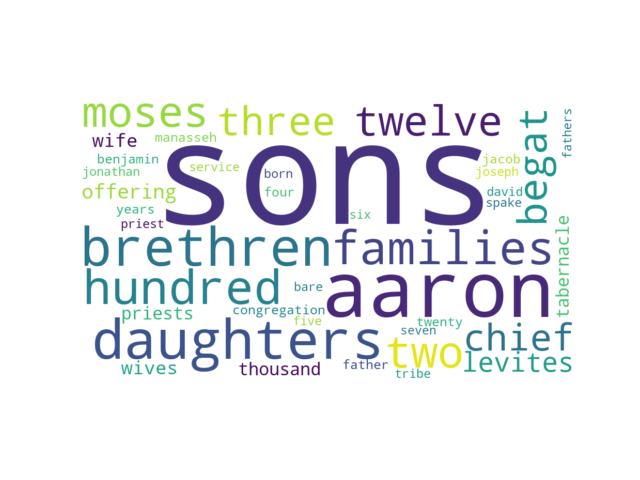 moses three twelve begat fathers
wife manasseh sons
benjamin jacob
jonathan service born joseph
offering four david
years spake
priest six
brethren families tabernacle
hundred bare aaron
priests congregation
five twenty
daughters seven two chief
wives thousand father levites
tribe